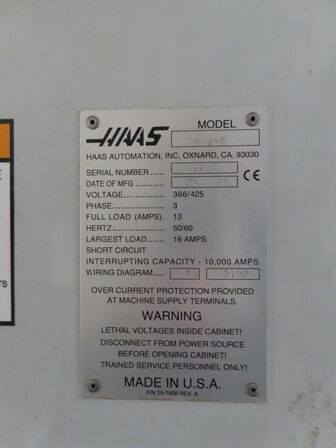 HAAS
MODEL
HAAS AUTOMATION, INC, OXNARD, CA. 93030
SERIAL NUMBER.....
DATE OF MFG.....
CE
VOLTAGE............ 366/425
PHASE................ 3
FULL LOAD (AMPS). 13
HERTZ................ 50/60
LARGEST LOAD..... 16 AMPS
SHORT CIRCUIT
INTERRUPTING CAPACITY - 10,000 AMPS
WIRING DIAGRAM....
OVER CURRENT PROTECTION PROVIDED
AT MACHINE SUPPLY TERMINALS.
WARNING
LETHAL VOLTAGES INSIDE CABINET!
DISCONNECT FROM POWER SOURCE
BEFORE OPENING CABINET!
TRAINED SERVICE PERSONNEL ONLY!
MADE IN U.S.A.
P/N 29-7908 REV. A